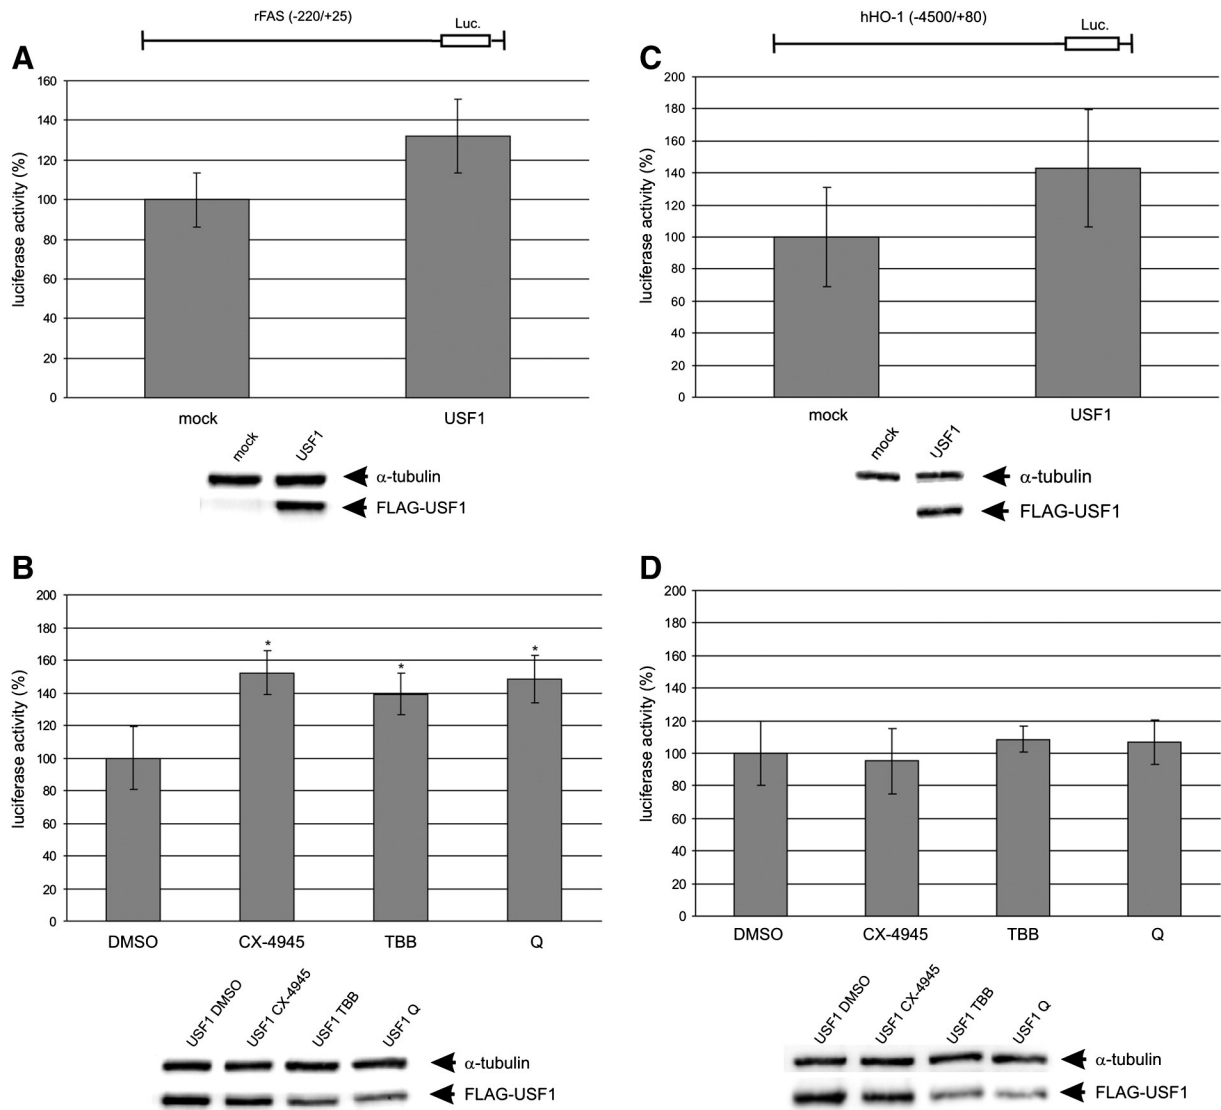 rFAS (-220/+25)
Luc.
A
luciferase activity (%)
160
140
120
100
80
60
40
20
0
mock
USF1
mock
USF1
α-tubulin
FLAG-USF1
B
luciferase activity (%)
200
180
160
140
120
100
80
60
40
20
0
*
*
*
DMSO
CX-4945
TBB
Q
USF1 DMSO
USF1 CX-4945
USF1 TBB
USF1 Q
α-tubulin
FLAG-USF1
hHO-1 (-4500/+80)
Luc.
C
luciferase activity (%)
200
180
160
140
120
100
80
60
40
20
0
mock
USF1
mock
USF1
α-tubulin
FLAG-USF1
D
luciferase activity (%)
200
180
160
140
120
100
80
60
40
20
0
DMSO
CX-4945
TBB
Q
USF1 DMSO
USF1 CX-4945
USF1 TBB
USF1 Q
α-tubulin
FLAG-USF1